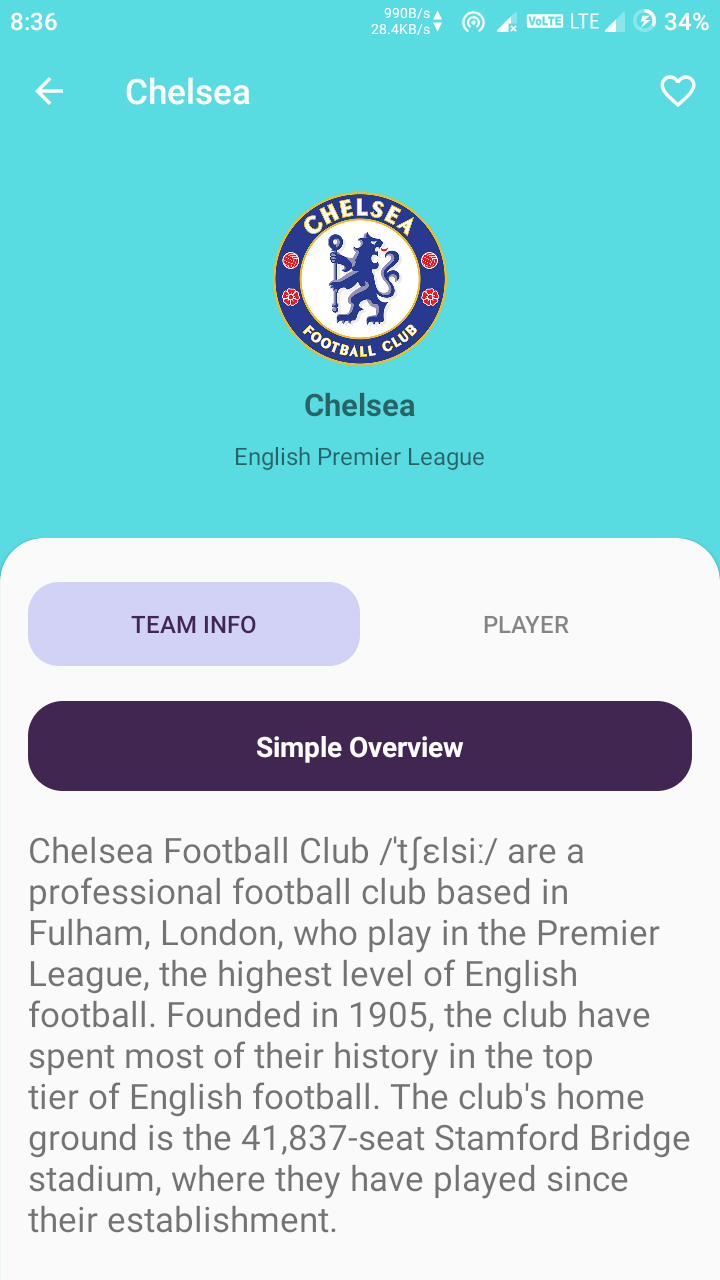 8:36
990B/s
28.4KB/s
VoLTE LTE
34%
Chelsea
CHELSEA
FOOTBALL CLUB
Chelsea
English Premier League
TEAM INFO
PLAYER
Simple Overview
Chelsea Football Club /ˈtʃɛlsiː/ are a
professional football club based in
Fulham, London, who play in the Premier
League, the highest level of English
football. Founded in 1905, the club have
spent most of their history in the top
tier of English football. The club's home
ground is the 41,837-seat Stamford Bridge
stadium, where they have played since
their establishment.